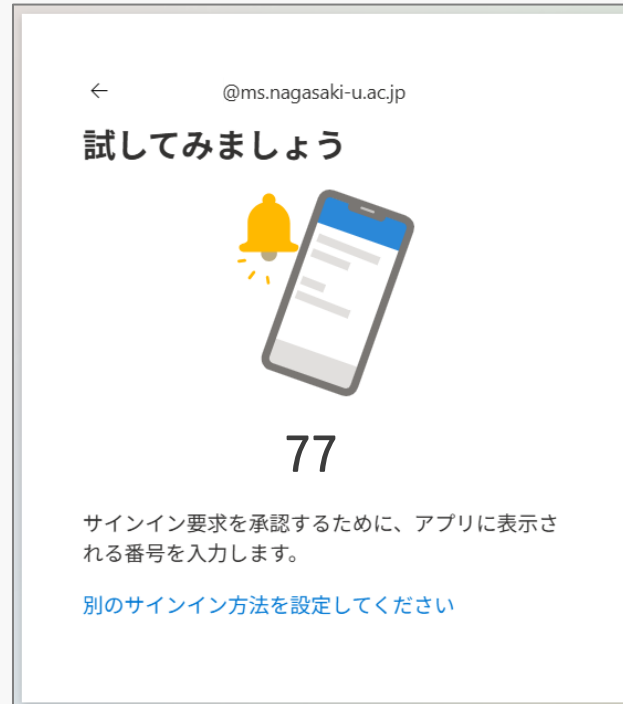 ← @ms.nagasaki-u.ac.jp
試してみましょう
77
サインイン要求を承認するために、アプリに表示さ
れる番号を入力します。
別のサインイン方法を設定してください